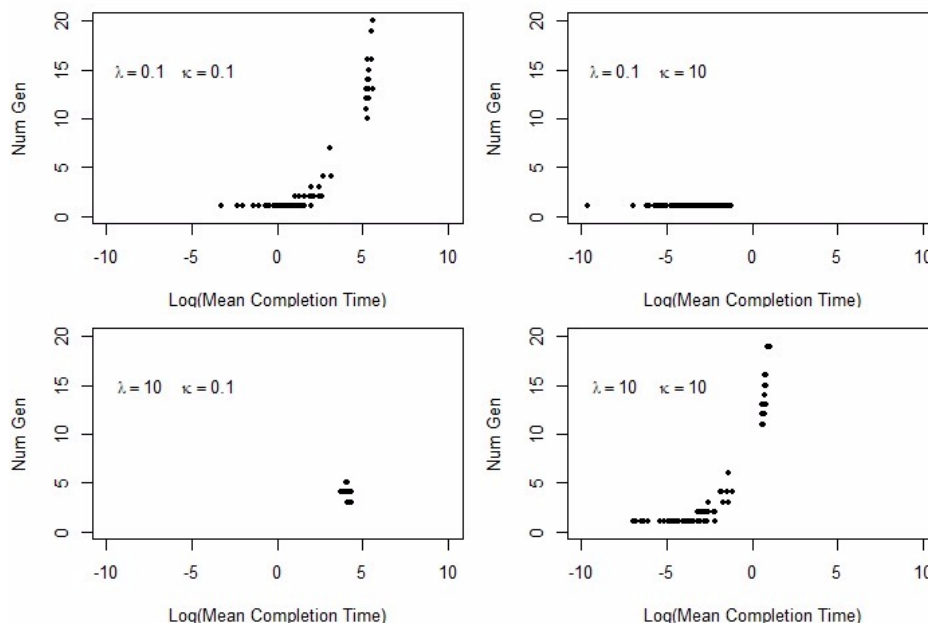 Num Gen
20
15
10
5
0
λ = 0.1 κ = 0.1
-10 -5 0 5 10
Log(Mean Completion Time)
Num Gen
20
15
10
5
0
λ = 0.1 κ = 10
-10 -5 0 5 10
Log(Mean Completion Time)
Num Gen
20
15
10
5
0
λ = 10 κ = 0.1
-10 -5 0 5 10
Log(Mean Completion Time)
Num Gen
20
15
10
5
0
λ = 10 κ = 10
-10 -5 0 5 10
Log(Mean Completion Time)